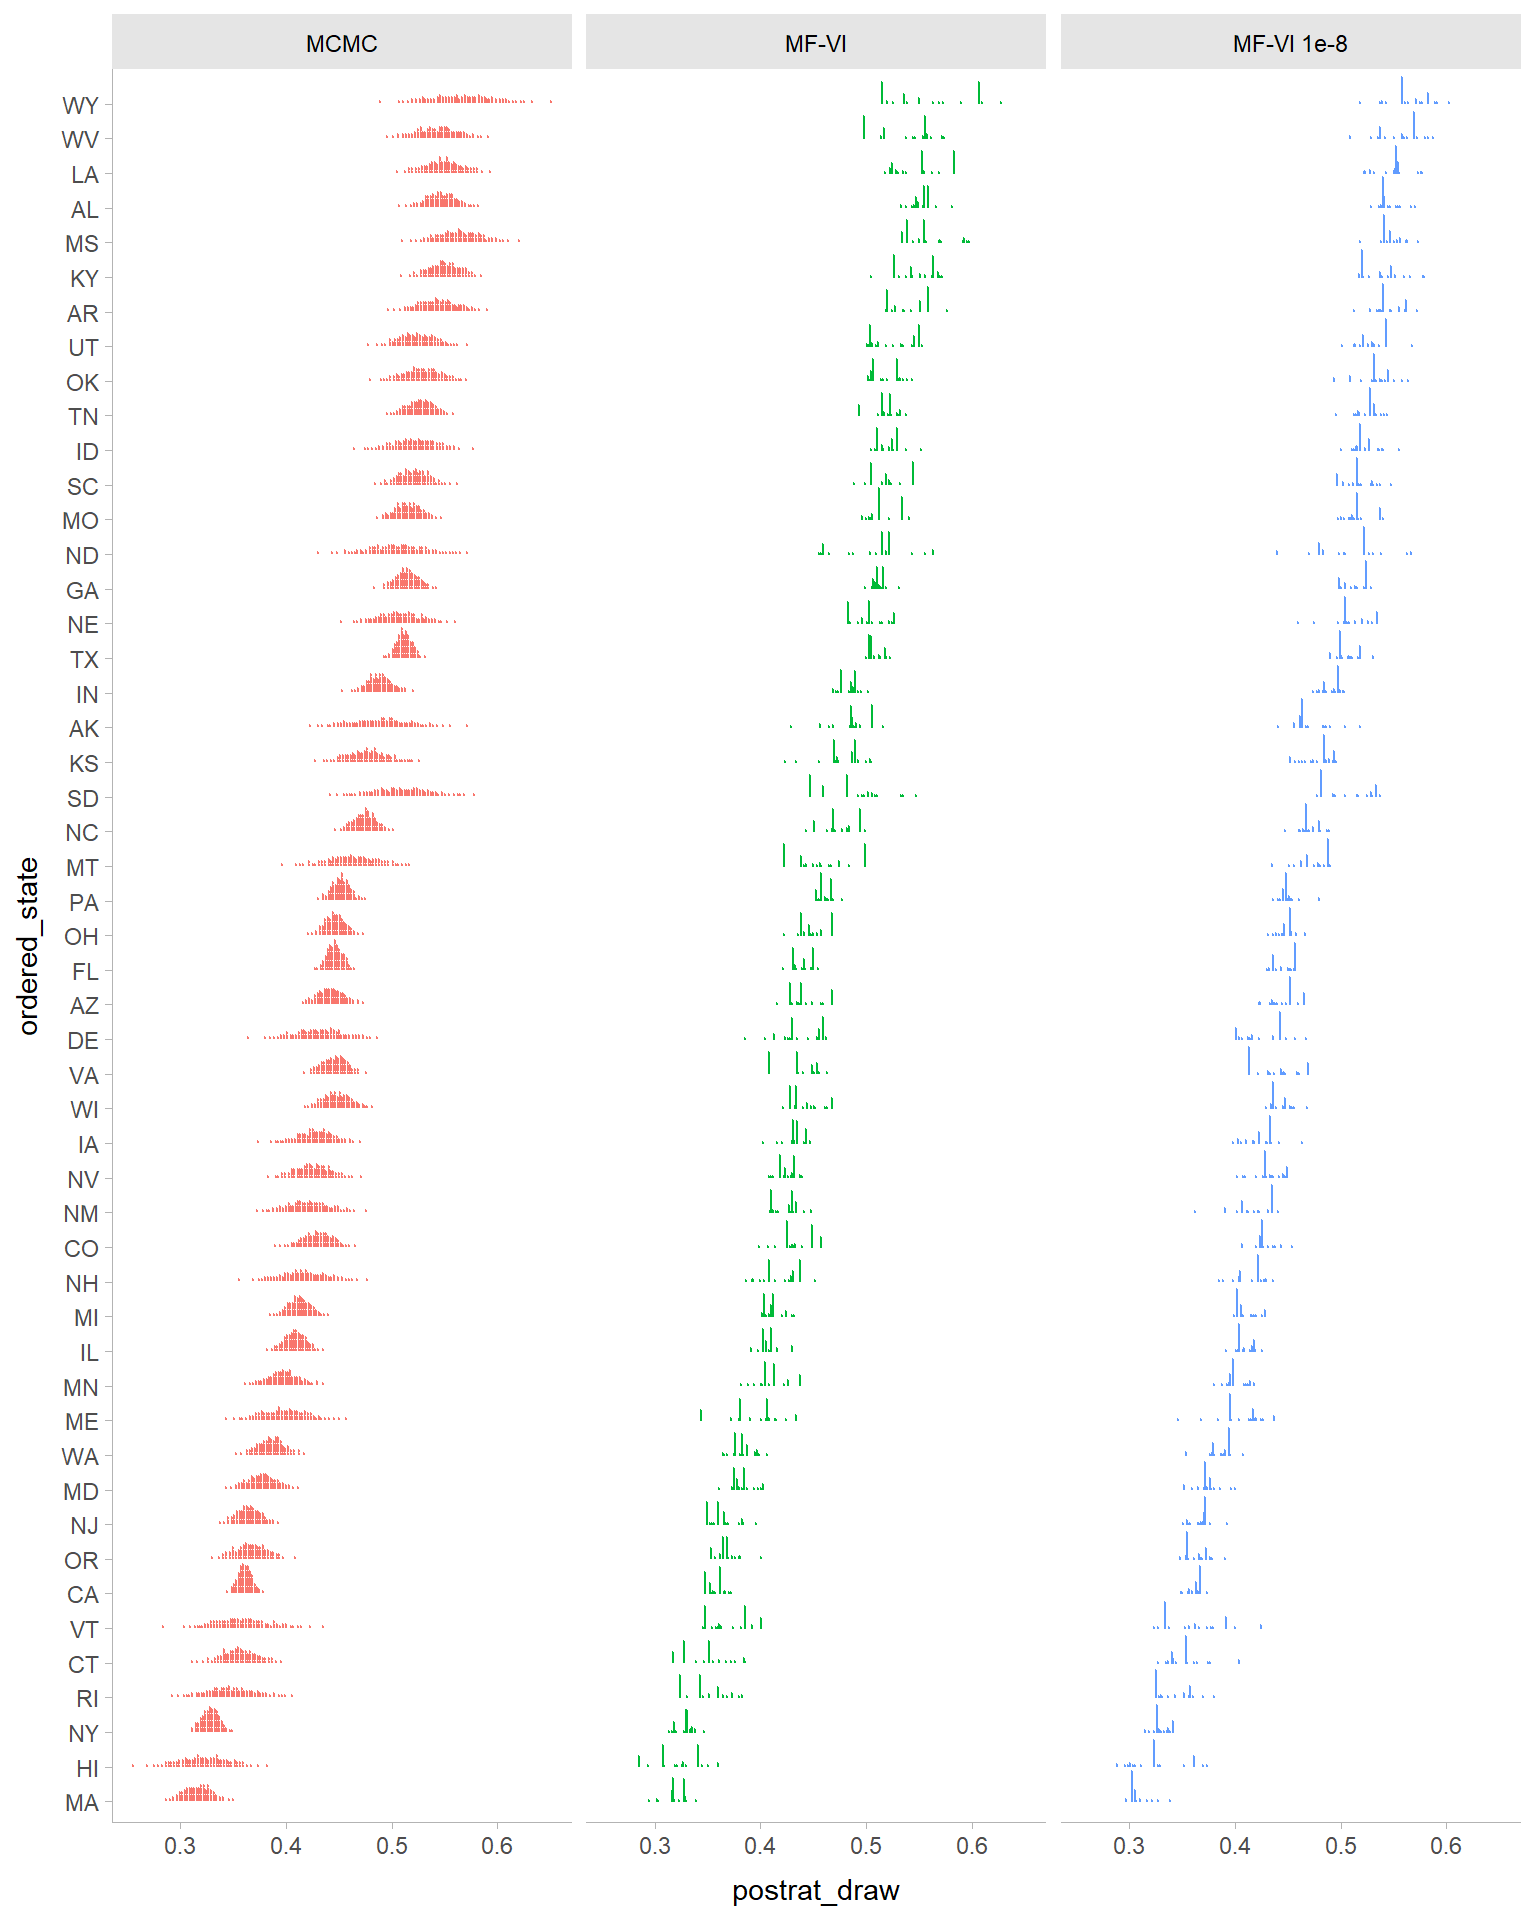 MCMC MF-VI MF-VI 1e-8
WY
WV
LA
AL
MS
KY
AR
UT
OK
TN
ID
SC
MO
ND
GA
NE
TX
IN
AK
KS
SD
NC
MT
PA
OH
FL
AZ
DE
VA
WI
IA
NV
NM
CO
NH
MI
IL
MN
ME
WA
MD
NJ
OR
CA
VT
CT
RI
NY
HI
MA
ordered_state
0.3 0.4 0.5 0.6 0.3 0.4 0.5 0.6 0.3 0.4 0.5 0.6
postrat_draw